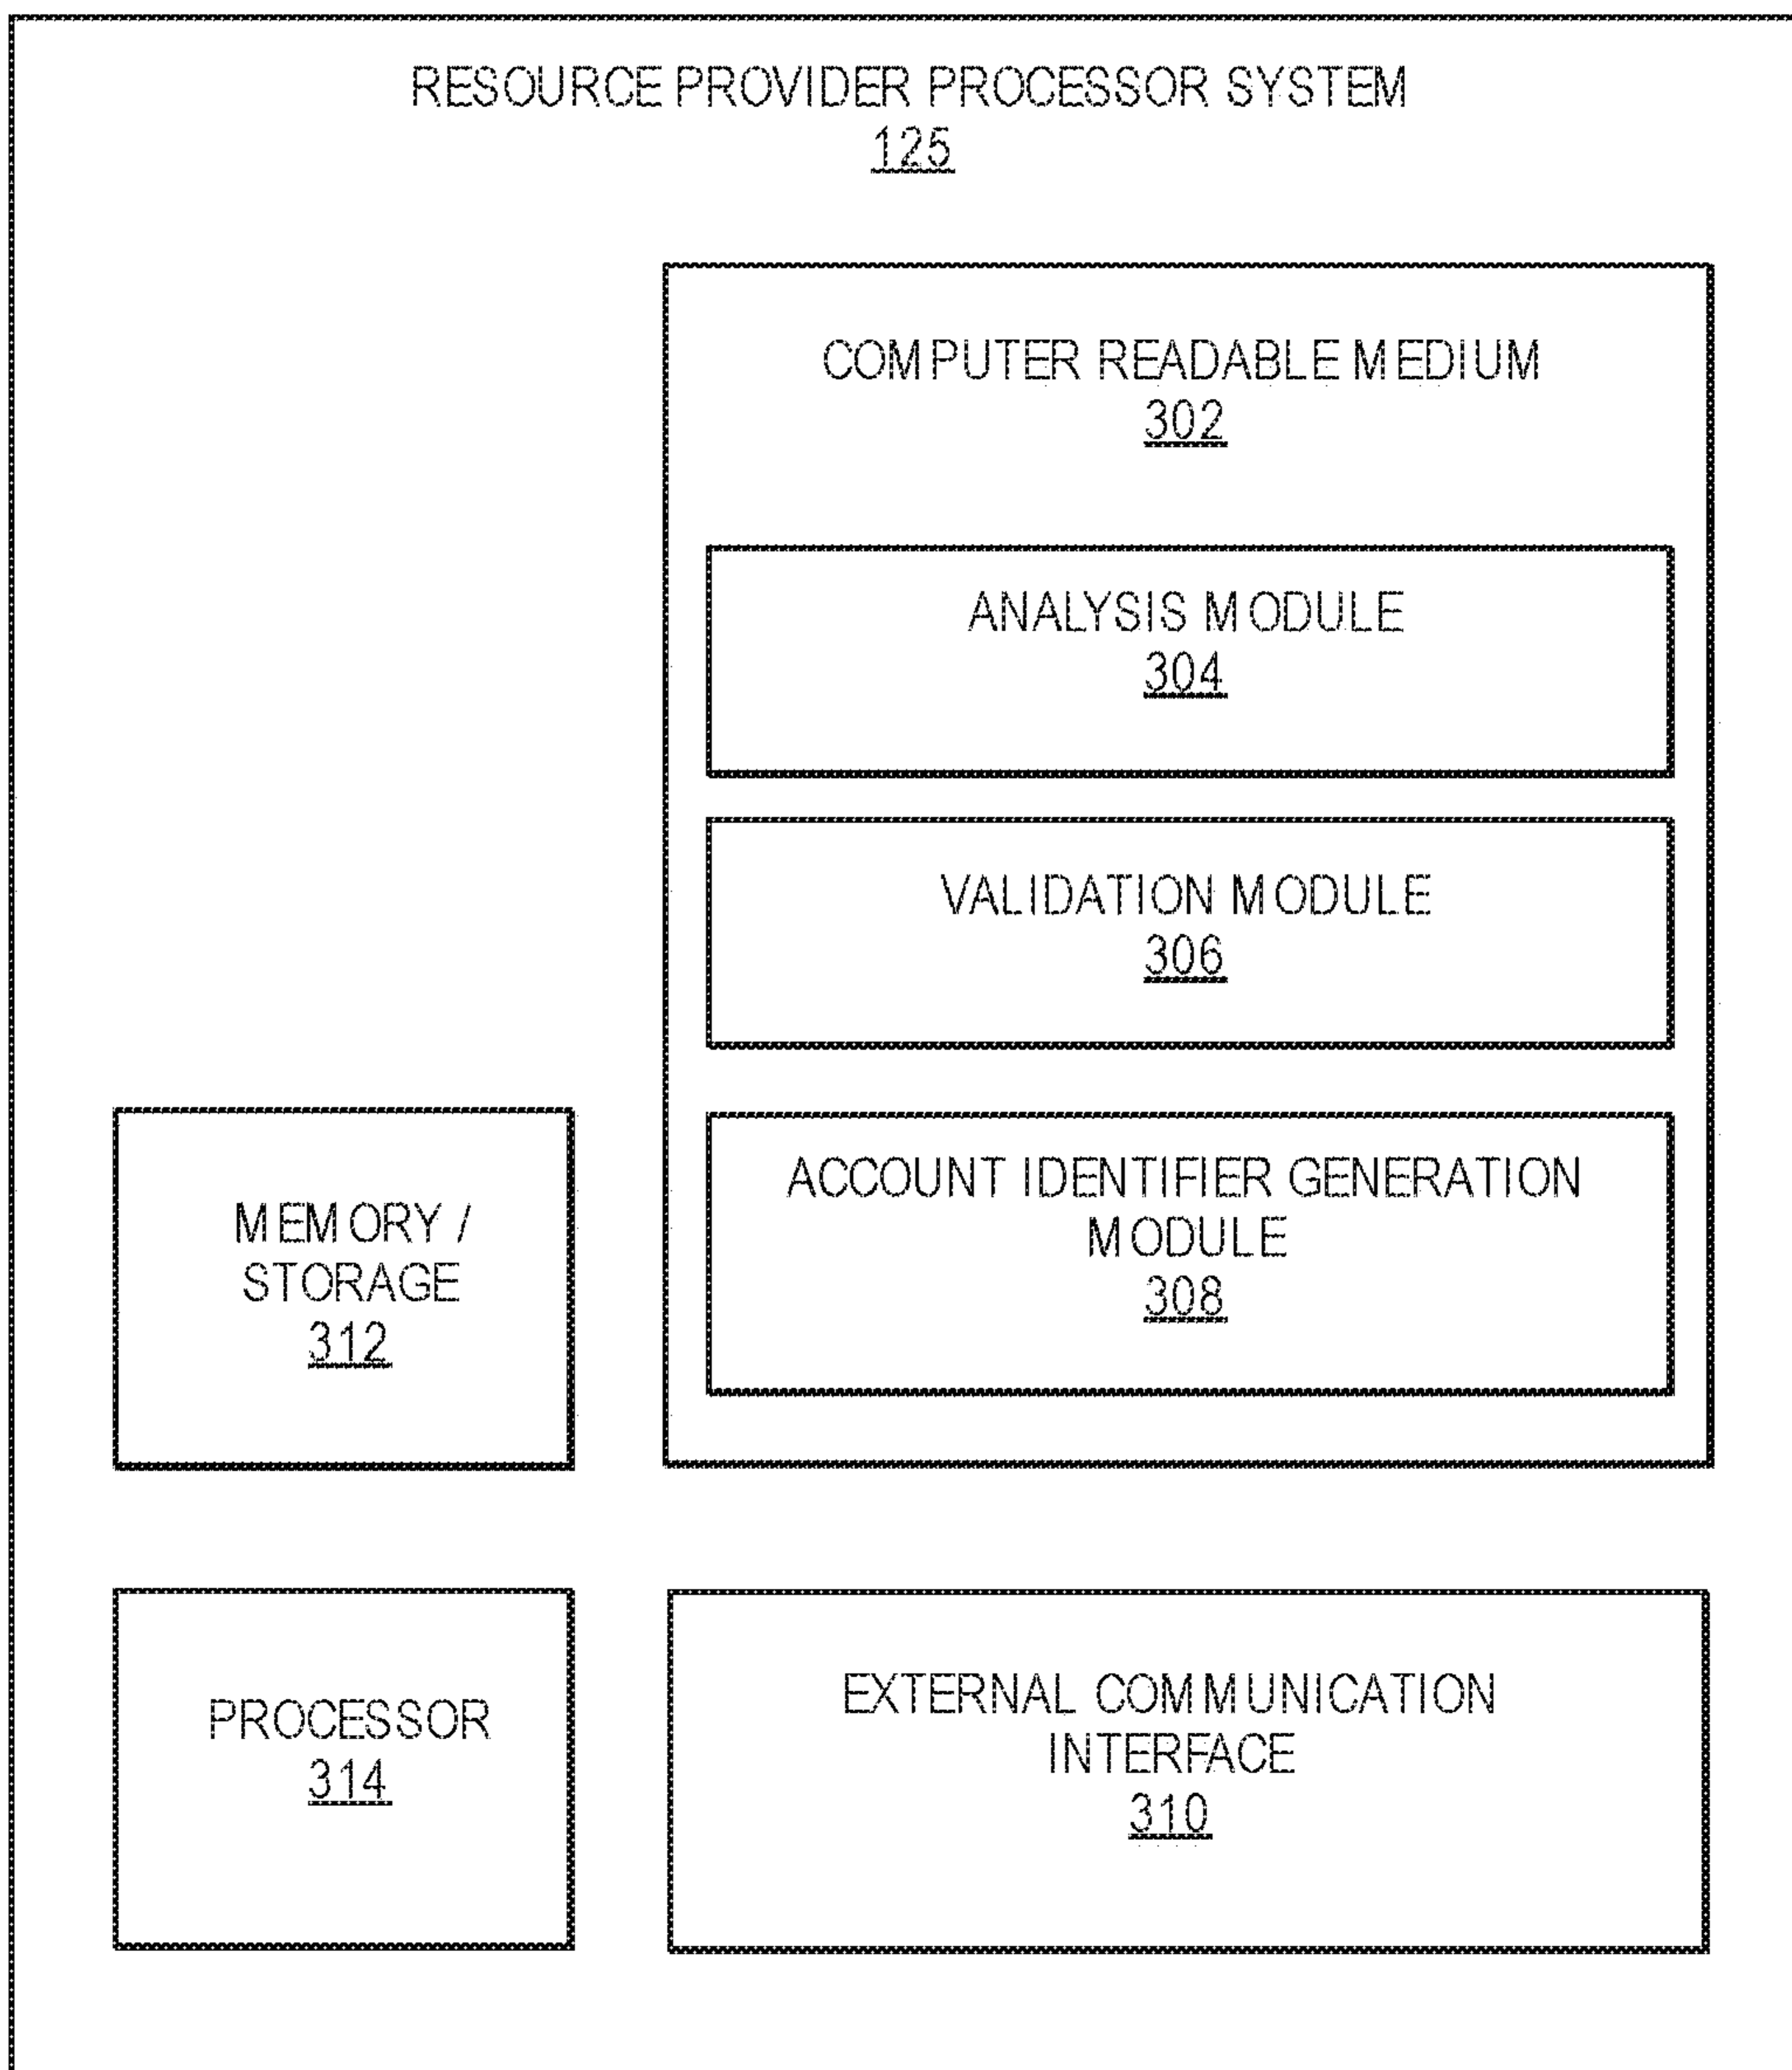 RESOURCE PROVIDER PROCESSOR SYSTEM
125
COMPUTER READABLE MEDIUM
302
ANALYSIS MODULE
304
VALIDATION MODULE
306
ACCOUNT IDENTIFIER GENERATION
MODULE
308
MEMORY /
STORAGE
312
PROCESSOR
314
EXTERNAL COMMUNICATION
INTERFACE
310